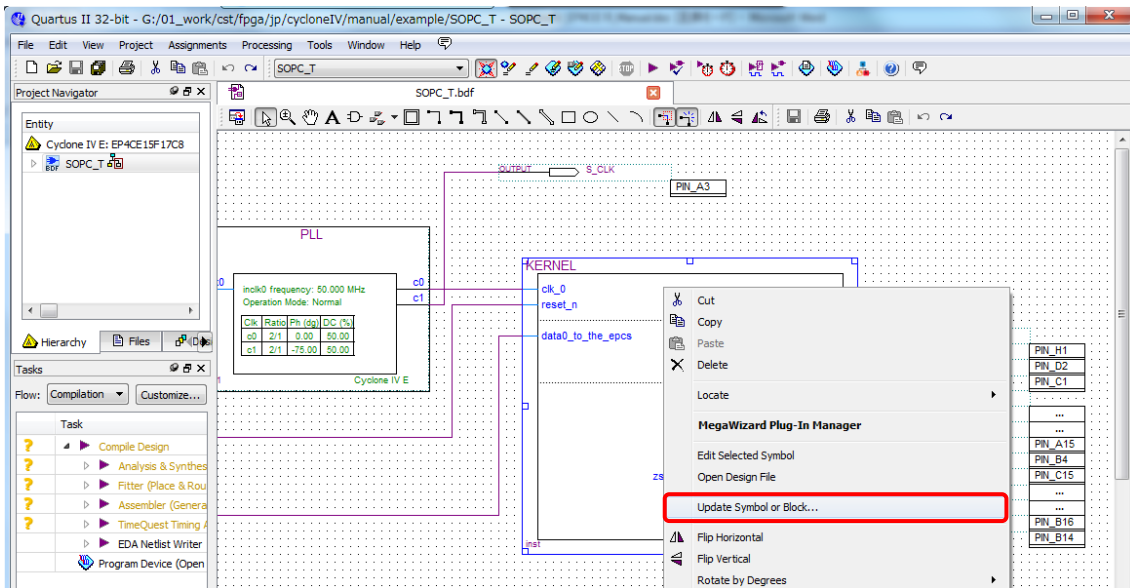 Quartus II 32-bit - G:/01_work/cst/fpga/jp/cycloneIV/manual/example/SOPC_T - SOPC_T
File Edit View Project Assignments Processing Tools Window Help
SOPC_T
Project Navigator
SOPC_T.bdf
Entity
Cyclone IV E: EP4CE15F17C8
SOPC_T
Hierarchy
Files
Tasks
Flow: Compilation Customize...
Task
Compile Design
Analysis & Synthes
Fitter (Place & Rou
Assembler (Genera
TimeQuest Timing A
EDA Netlist Writer
Program Device (Open
OUTPUT
S_CLK
PIN_A3
PLL
inclk0 frequency: 50.000 MHz
Operation Mode: Normal
Clk Ratio Ph (dg) DC (%)
c0 2/1 0.00 50.00
c1 2/1 -75.00 50.00
c0
c1
Cyclone IV E
KERNEL
clk_0
reset_n
data0_to_the_epcs
zs
inst
Cut
Copy
Paste
Delete
Locate
MegaWizard Plug-In Manager
Edit Selected Symbol
Open Design File
Update Symbol or Block...
Flip Horizontal
Flip Vertical
Rotate by Degrees
PIN_H1
PIN_D2
PIN_C1
...
...
PIN_A15
PIN_B4
PIN_C15
...
...
PIN_B16
PIN_B14